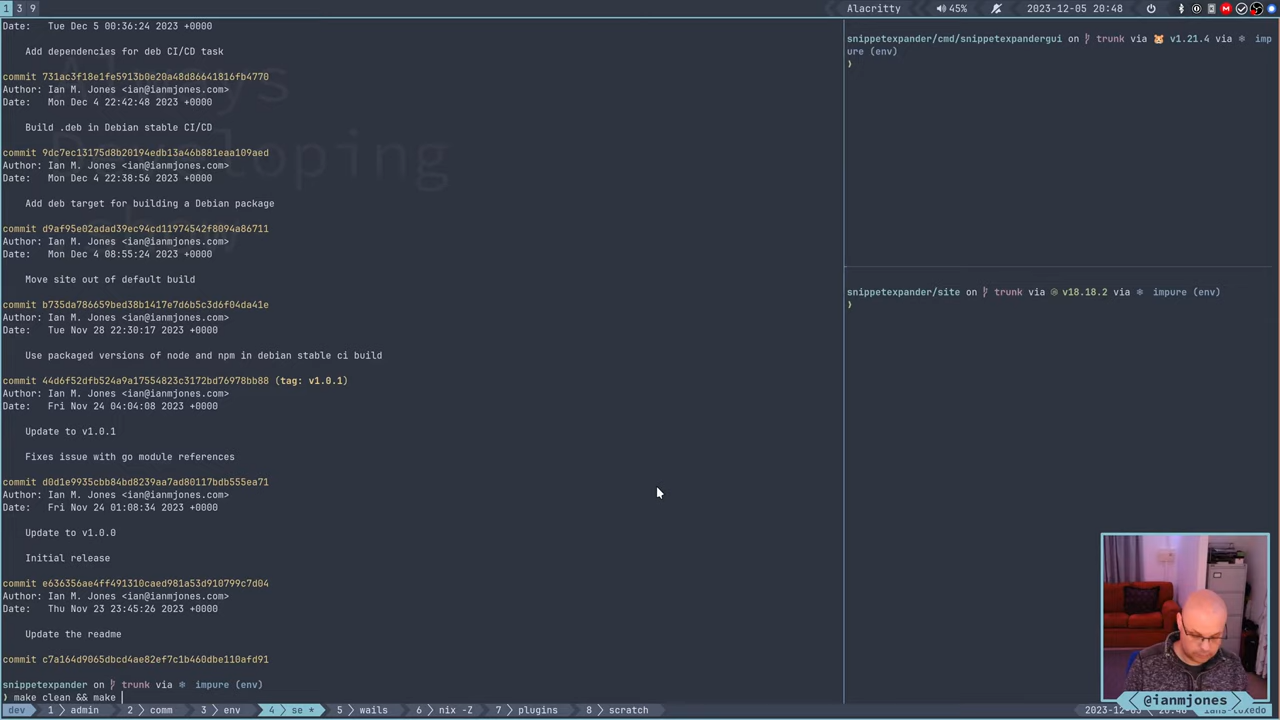 1 3 9
Alacritty 45% 2023-12-05 20:48
Date: Tue Dec 5 00:36:24 2023 +0000
Add dependencies for deb CI/CD task
commit 731ac3f18e1fe5913b0e20a48d86641816fb4770
Author: Ian M. Jones <ian@ianmjones.com>
Date: Mon Dec 4 22:42:48 2023 +0000
Build .deb in Debian stable CI/CD
commit 9dc7ec13175d8b20194edb13a46b881eaa109aed
Author: Ian M. Jones <ian@ianmjones.com>
Date: Mon Dec 4 22:38:56 2023 +0000
Add deb target for building a Debian package
commit d9af95e02adad39ec94cd11974542f8094a86711
Author: Ian M. Jones <ian@ianmjones.com>
Date: Mon Dec 4 08:55:24 2023 +0000
Move site out of default build
commit b735da786659bed38b1417e7d6b5c3d6f04da41e
Author: Ian M. Jones <ian@ianmjones.com>
Date: Tue Nov 28 22:30:17 2023 +0000
Use packaged versions of node and npm in debian stable ci build
commit 44d6f52dfb524a9a17554823c3172bd76978bb88 (tag: v1.0.1)
Author: Ian M. Jones <ian@ianmjones.com>
Date: Fri Nov 24 04:04:08 2023 +0000
Update to v1.0.1
Fixes issue with go module references
commit d0d1e9935cbb84bd8239aa7ad80117bdb555ea71
Author: Ian M. Jones <ian@ianmjones.com>
Date: Fri Nov 24 01:08:34 2023 +0000
Update to v1.0.0
Initial release
commit e636356ae4ff491310caed981a53d910799c7d04
Author: Ian M. Jones <ian@ianmjones.com>
Date: Thu Nov 23 23:45:26 2023 +0000
Update the readme
commit c7a164d9065dbcd4ae82ef7c1b460dbe110afd91
snippetexpander on trunk via ❄ impure (env)
❯ make clean && make
snippetexpander/cmd/snippetexpandergui on trunk via 🐹 v1.21.4 via ❄ imp
ure (env)
❯
snippetexpander/site on trunk via v18.18.2 via ❄ impure (env)
❯
@ianmjones
dev 1 admin 2 comm 3 env 4 se * 5 wails 6 nix -Z 7 plugins 8 scratch